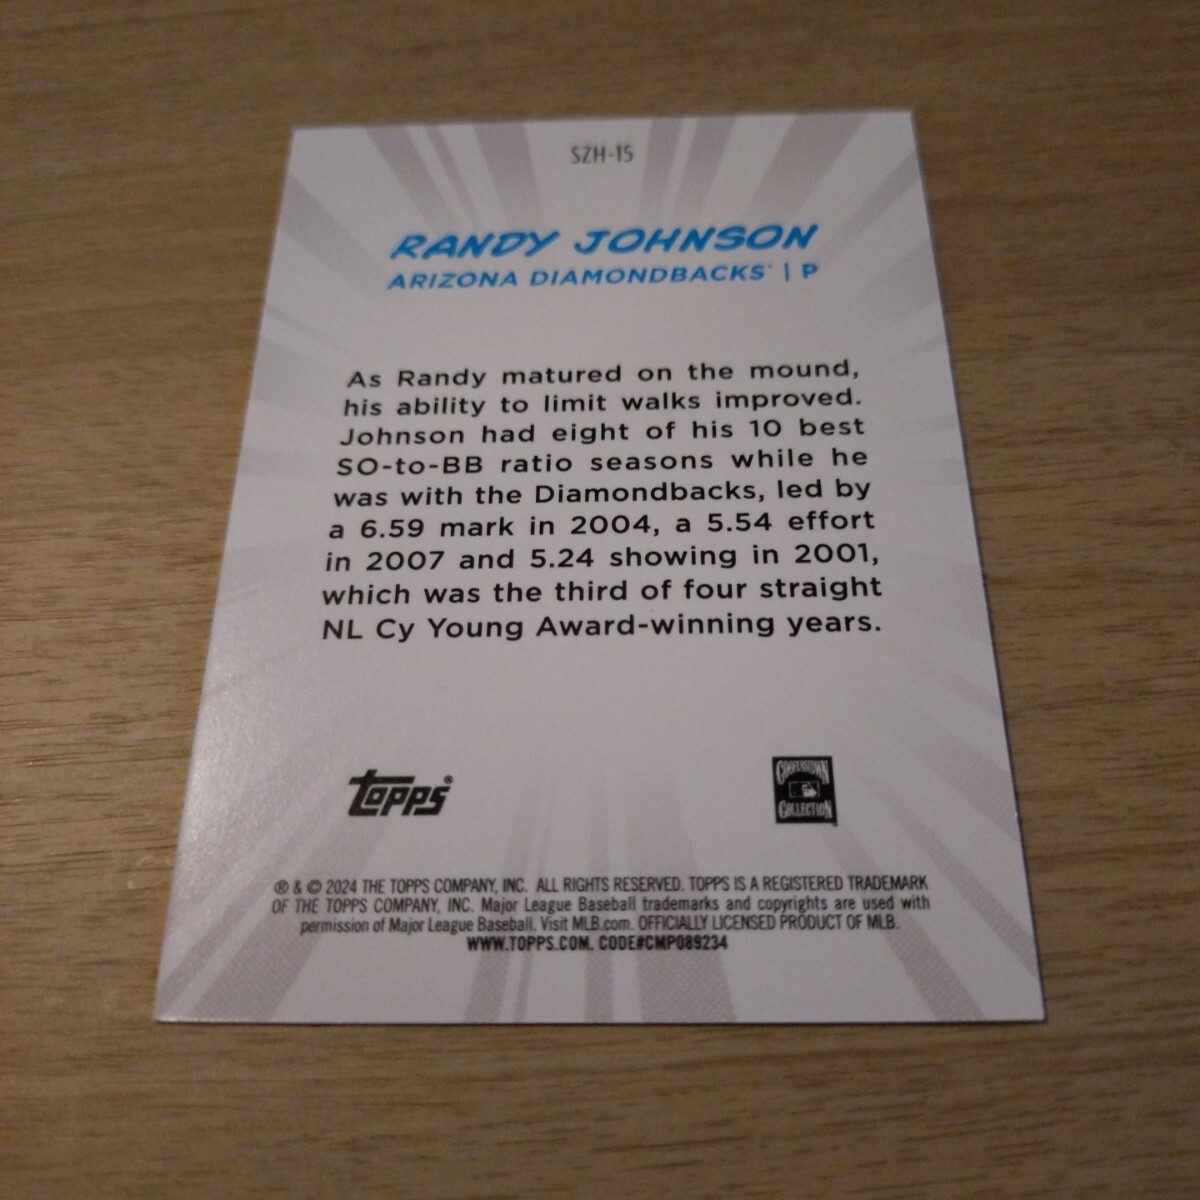 SZH-15
RANDY JOHNSON
ARIZONA DIAMONDBACKS® | P
As Randy matured on the mound,
his ability to limit walks improved.
Johnson had eight of his 10 best
SO-to-BB ratio seasons while he
was with the Diamondbacks, led by
a 6.59 mark in 2004, a 5.54 effort
in 2007 and 5.24 showing in 2001,
which was the third of four straight
NL Cy Young Award-winning years.
topps®
COOPERSTOWN
COLLECTION
® & © 2024 THE TOPPS COMPANY, INC. ALL RIGHTS RESERVED. TOPPS IS A REGISTERED TRADEMARK
OF THE TOPPS COMPANY, INC. Major League Baseball trademarks and copyrights are used with
permission of Major League Baseball. Visit MLB.com. OFFICIALLY LICENSED PRODUCT OF MLB.
WWW.TOPPS.COM. CODE#CMP089234